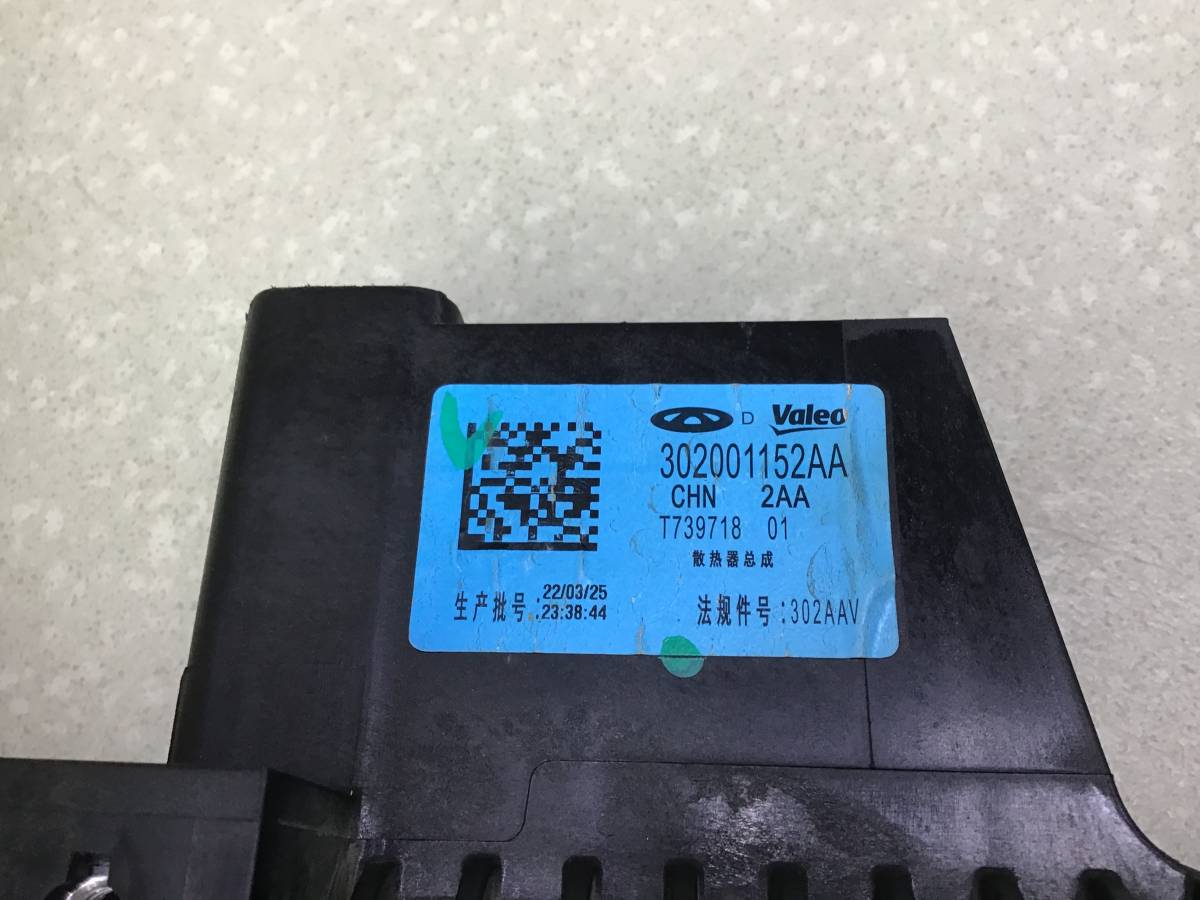 D Valeo
302001152AA
CHN 2AA
T739718 01
散热器总成
生产批号:22/03/25
23:38:44
法规件号:302AAV